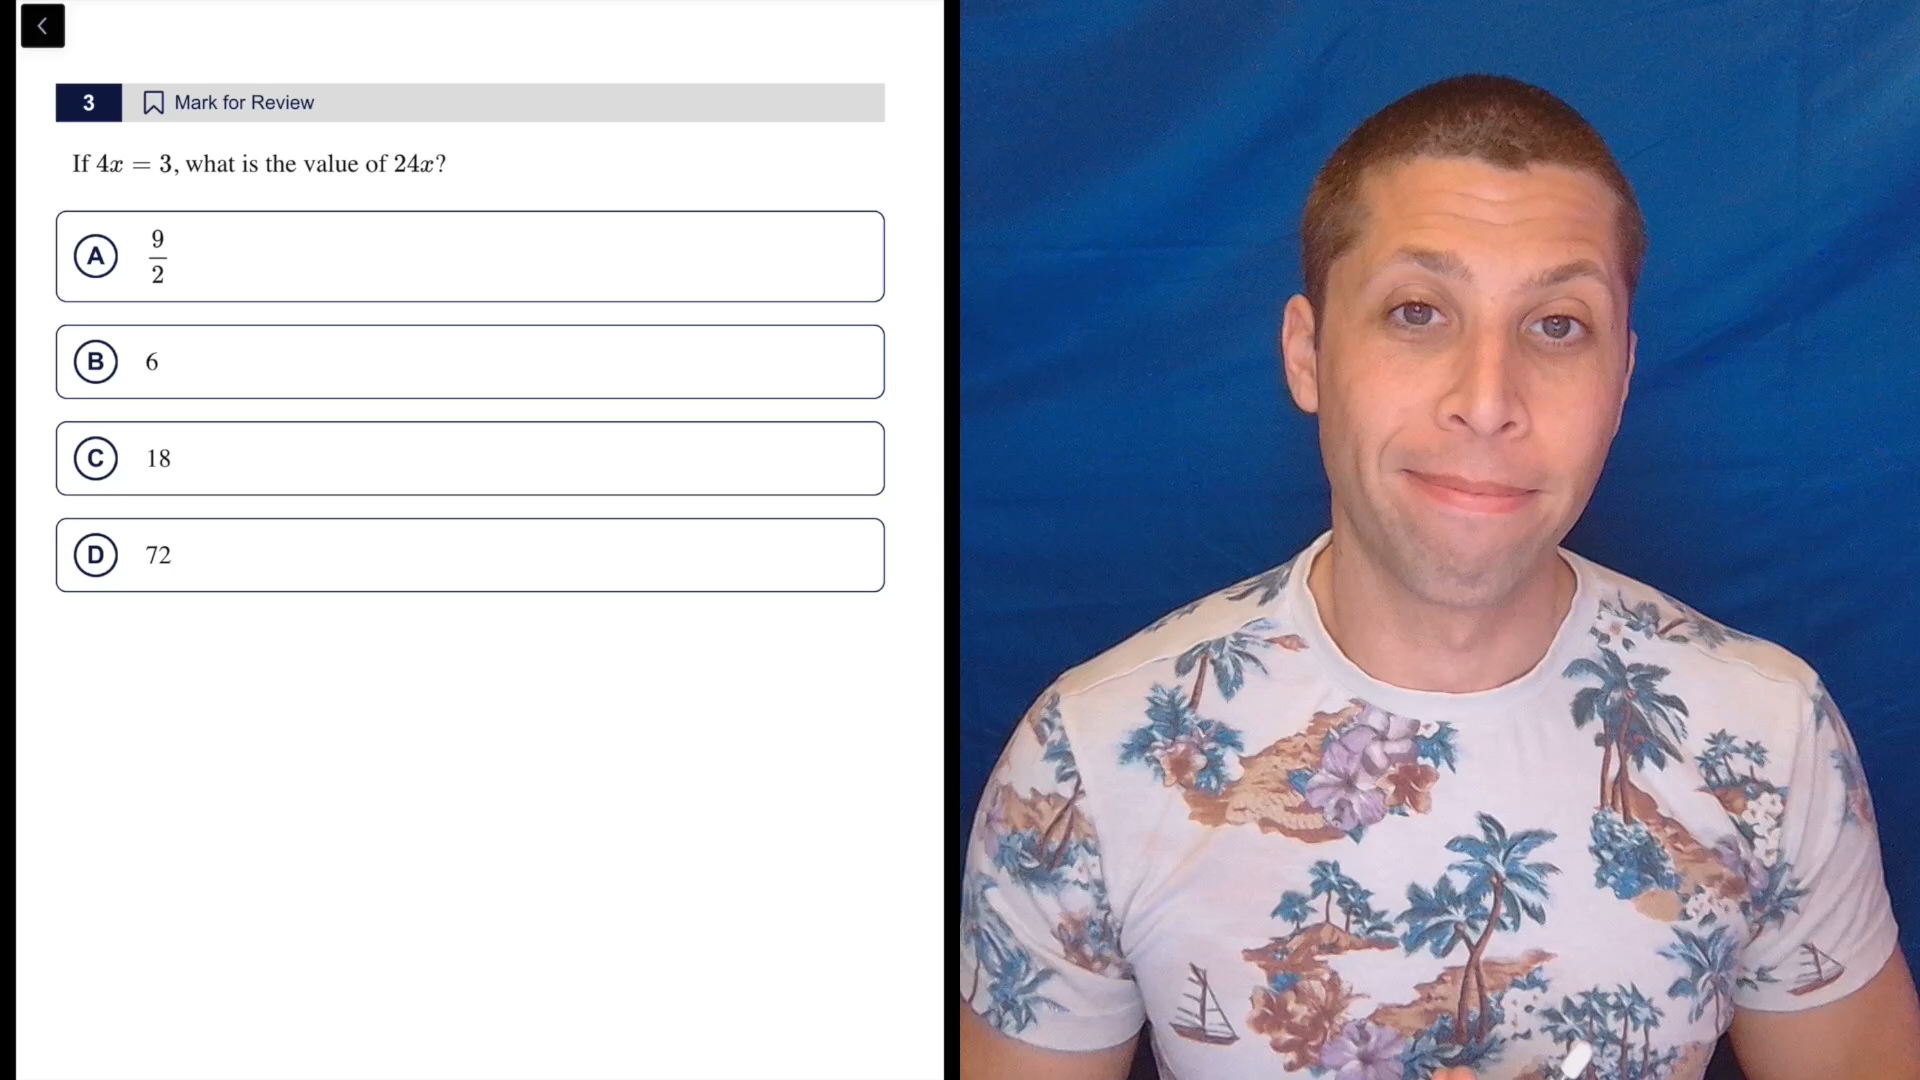 3 Mark for Review
If 4x = 3, what is the value of 24x?
A 9/2
B 6
C 18
D 72